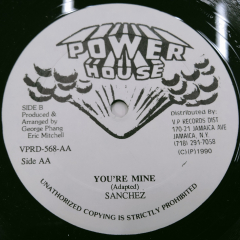 POWER
HOUSE
SIDE B
Produced &
Arranged by
George Phang
Eric Mitchell
VPRD-568-AA
Side AA
Distributed By:
V.P RECORDS DIST
170-21 JAMAICA AVE
JAMAICA, N.Y.
(718) 291-7058
(C)(P)1990
YOU'RE MINE
(Adapted)
SANCHEZ
UNAUTHORIZED COPYING IS STRICTLY PROHIBITED